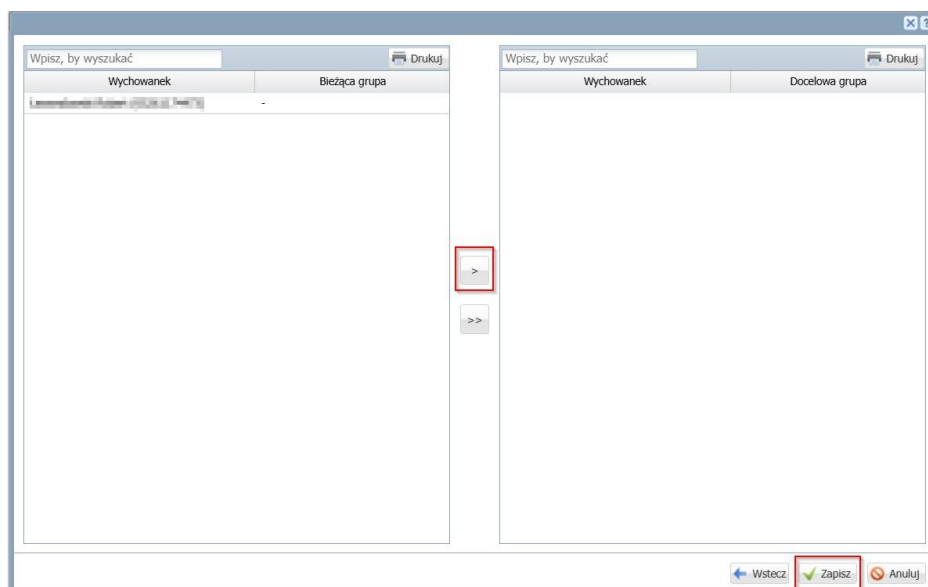 Wpisz, by wyszukać Drukuj
Wychowanek Bieżąca grupa
-
>
>>
Wpisz, by wyszukać Drukuj
Wychowanek Docelowa grupa
Wstecz Zapisz Anuluj